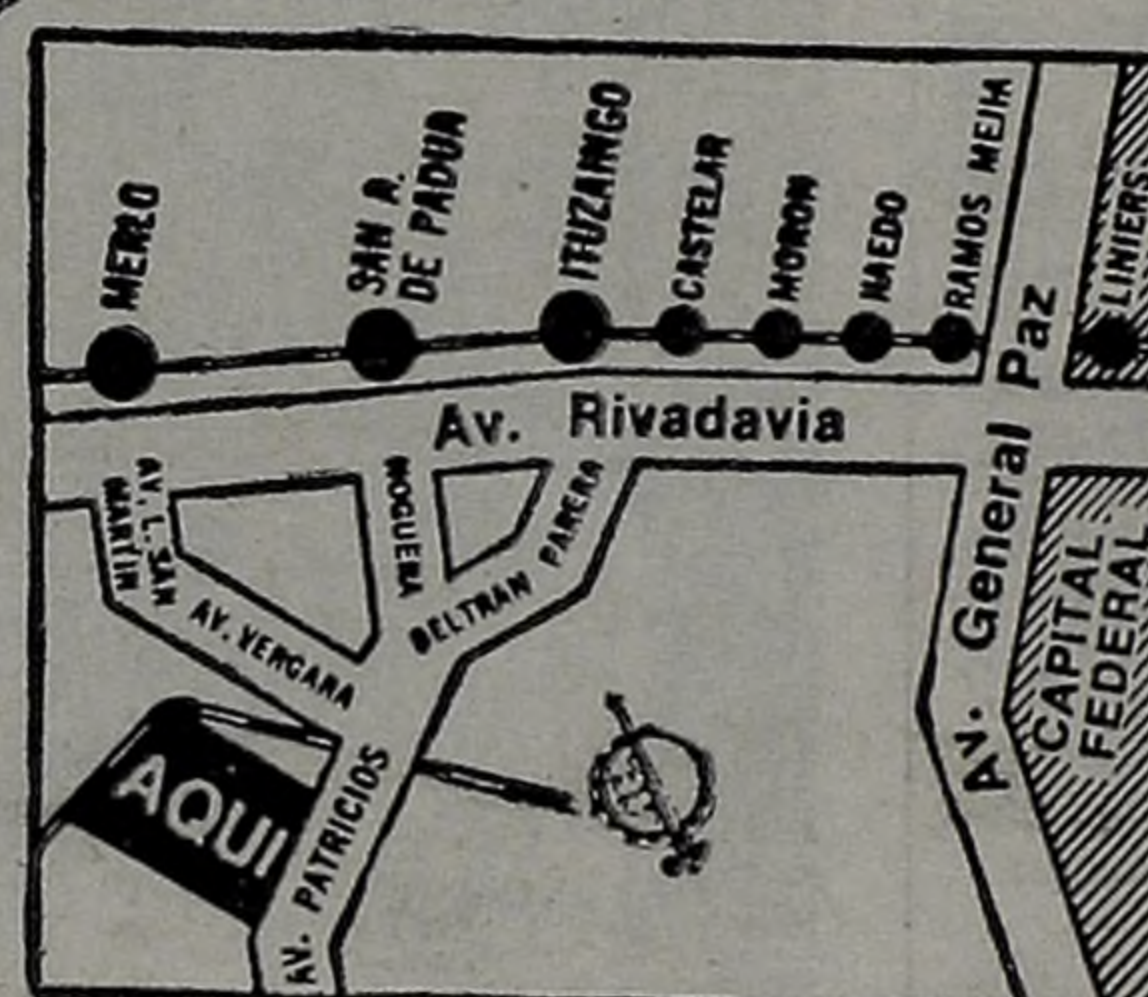 MERLO
SAN A.
DE PADUA
ITUZAINGO
CASTELAR
MORON
HAEDO
RAMOS MEJIA
LINIERS
Av. Rivadavia
Av. General Paz
AV. L. SAN
MARTIN
NOGUERA
BELTRAN PARERA
AV. VERGARA
CAPITAL
FEDERAL
AQUI
AV. PATRICIOS